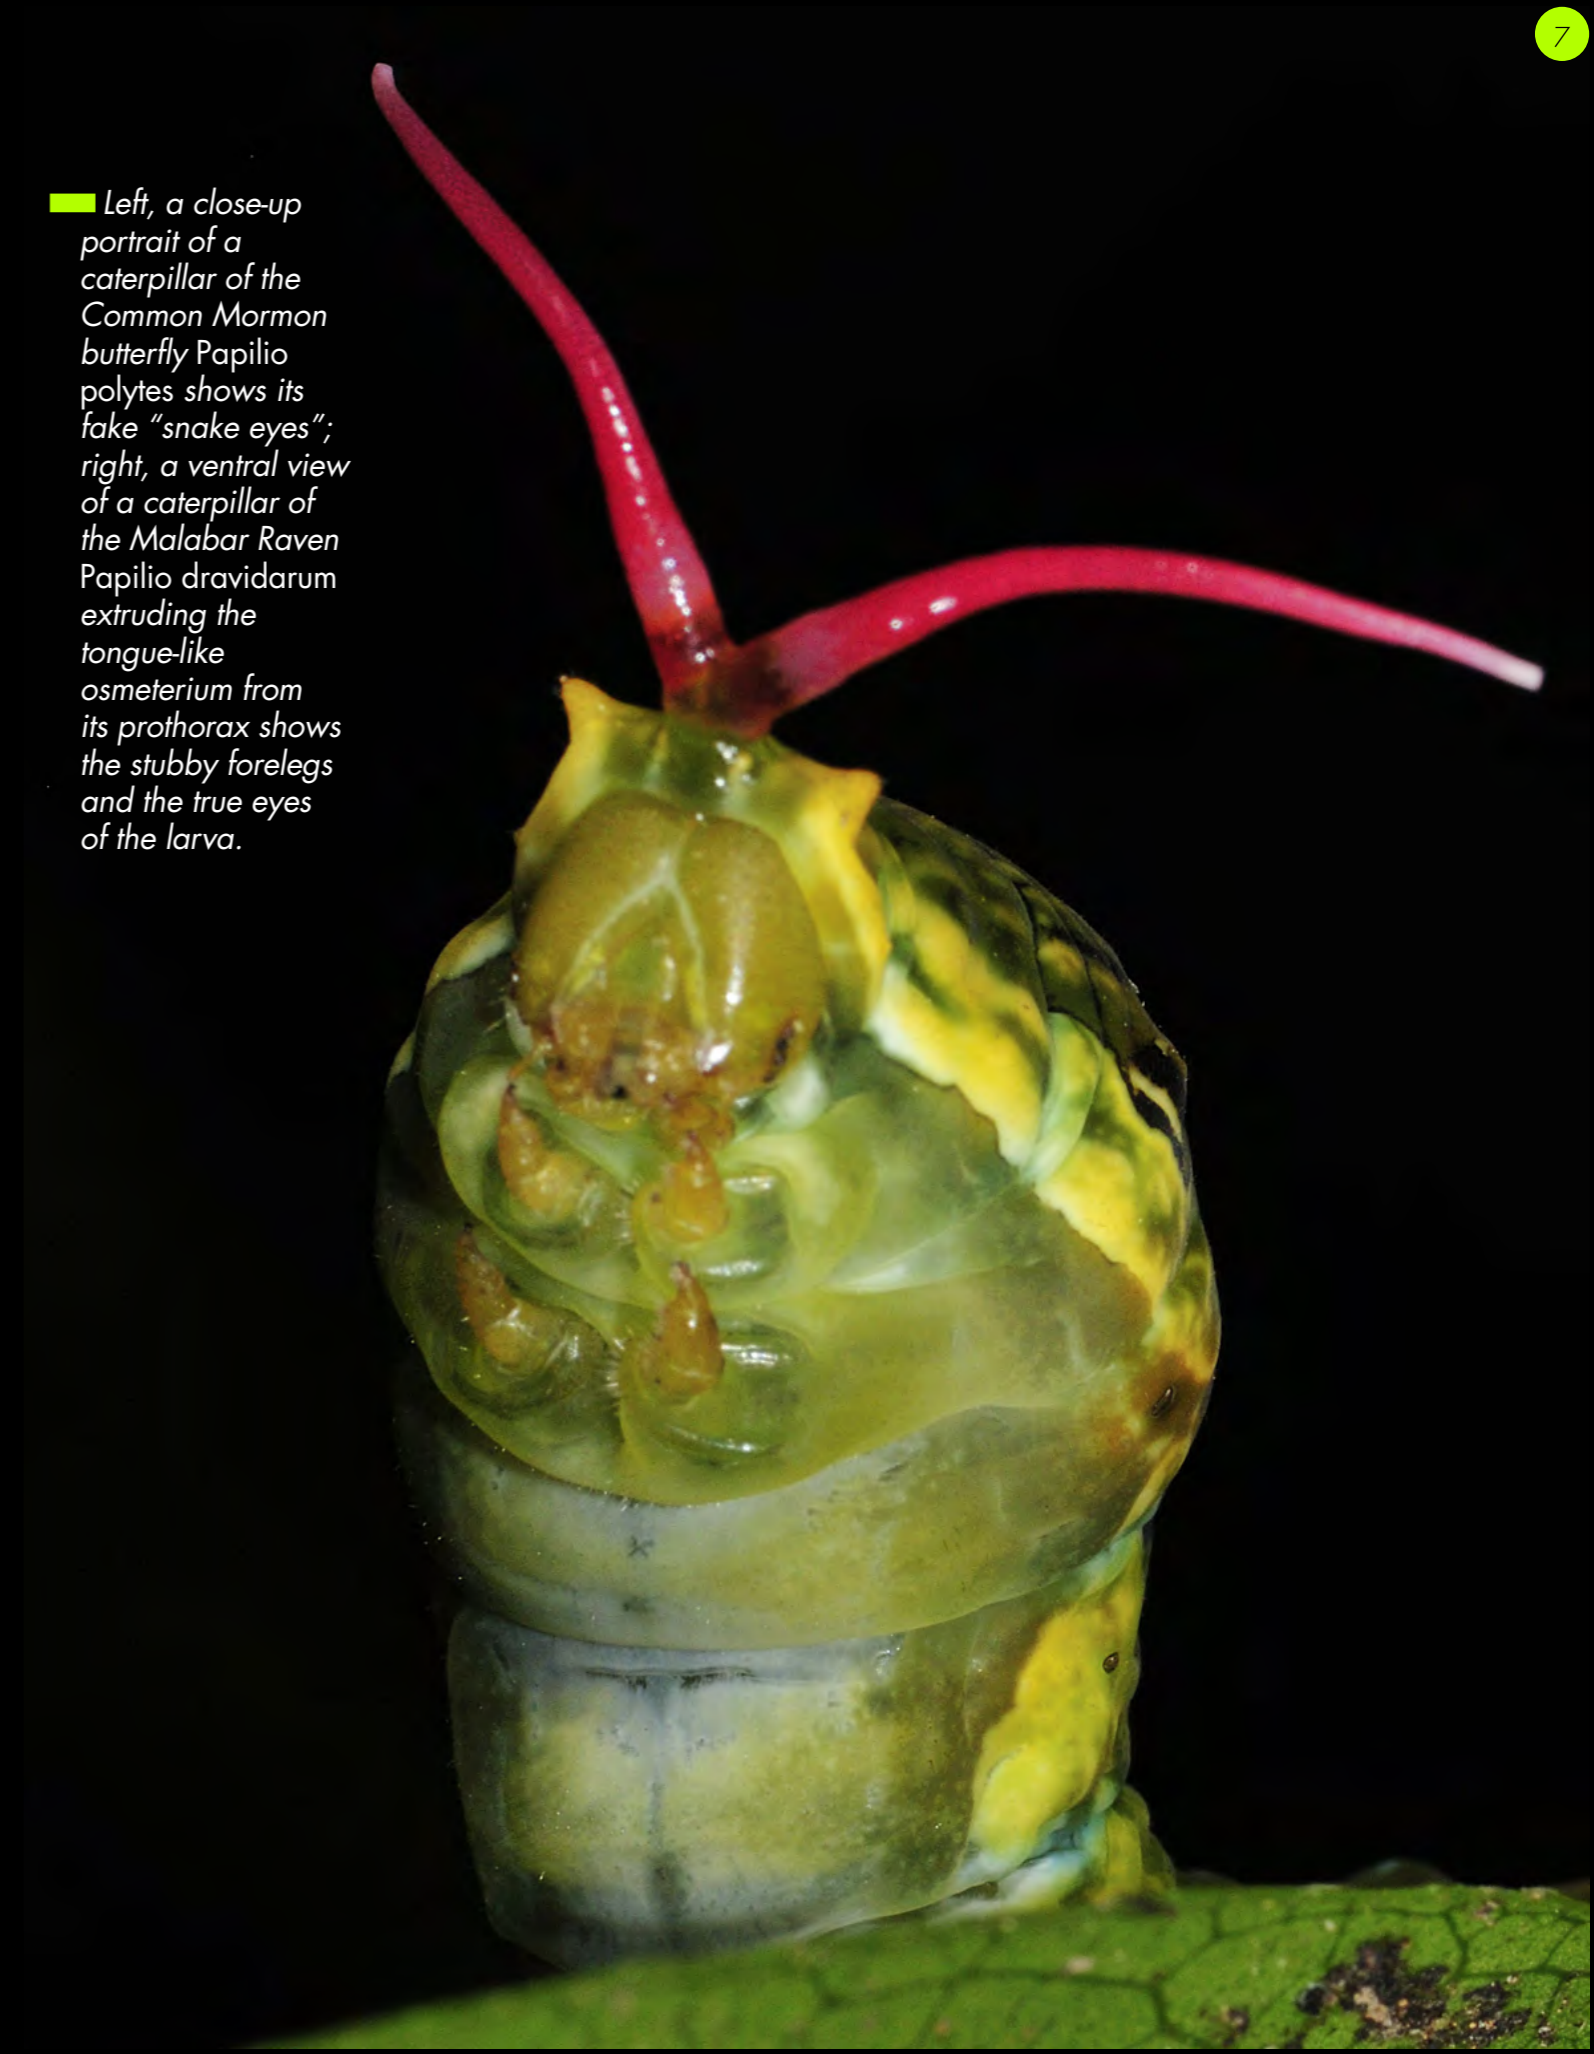 7
Left, a close-up
portrait of a
caterpillar of the
Common Mormon
butterfly Papilio
polytes shows its
fake “snake eyes”;
right, a ventral view
of a caterpillar of
the Malabar Raven
Papilio dravidarum
extruding the
tongue-like
osmeterium from
its prothorax shows
the stubby forelegs
and the true eyes
of the larva.